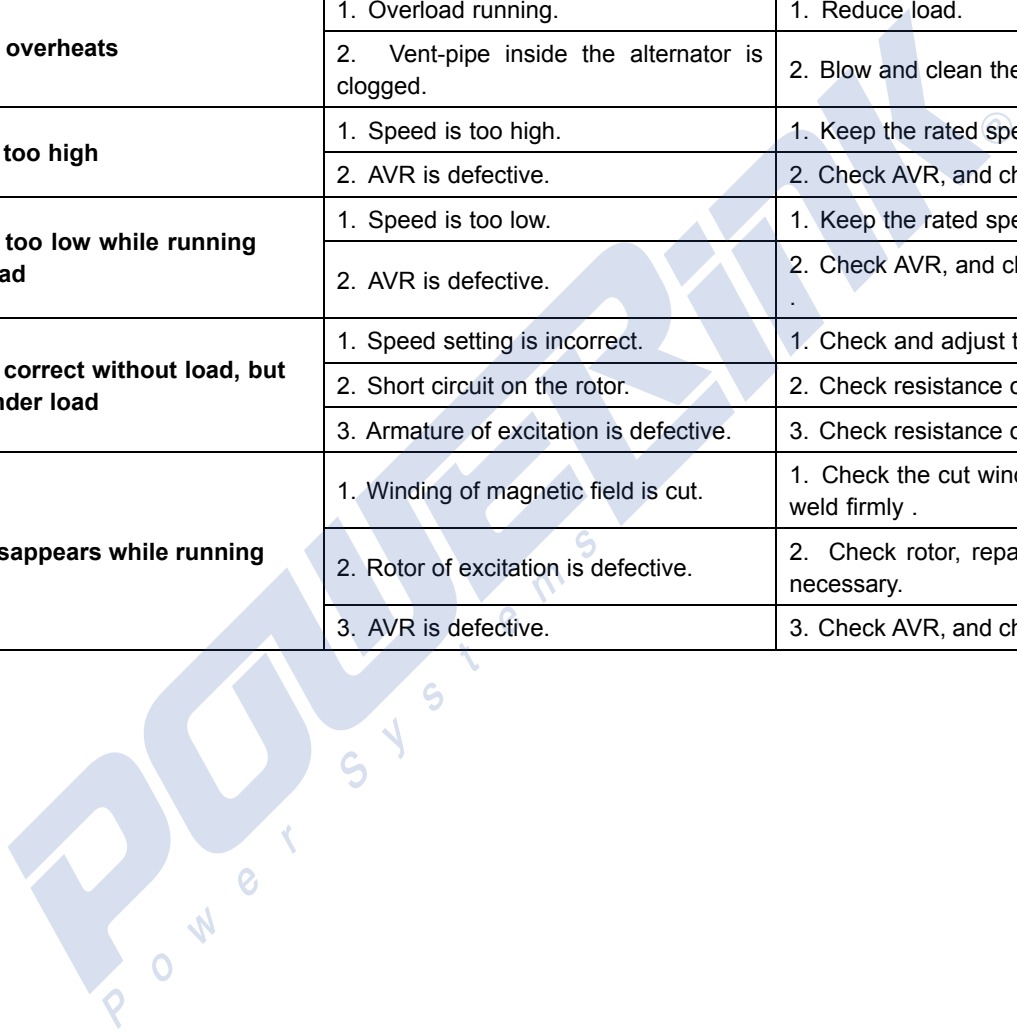 overheats
1. Overload running.
1. Reduce load.
2. Vent-pipe inside the alternator is
clogged.
2. Blow and clean the
too high
1. Speed is too high.
1. Keep the rated spe
2. AVR is defective.
2. Check AVR, and ch
too low while running
ad
1. Speed is too low.
1. Keep the rated spe
2. AVR is defective.
2. Check AVR, and cl
.
correct without load, but
nder load
1. Speed setting is incorrect.
1. Check and adjust t
2. Short circuit on the rotor.
2. Check resistance o
3. Armature of excitation is defective.
3. Check resistance o
sappears while running
1. Winding of magnetic field is cut.
1. Check the cut wind
weld firmly .
2. Rotor of excitation is defective.
2. Check rotor, repa
necessary.
3. AVR is defective.
3. Check AVR, and ch
POWERINK®
Power Systems